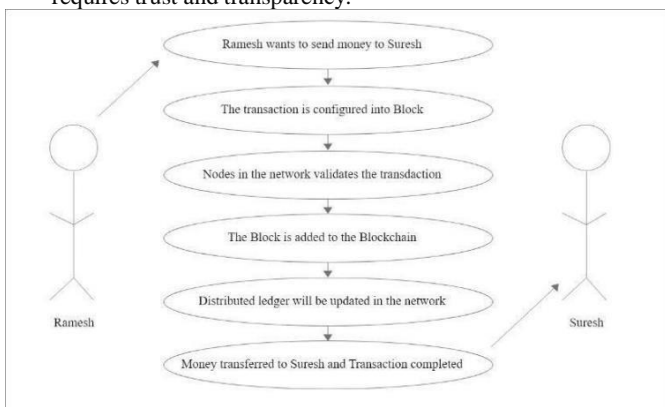 requires trust and transparency.
Ramesh wants to send money to Suresh
The transaction is configured into Block
Nodes in the network validates the transdaction
The Block is added to the Blockchain
Distributed ledger will be updated in the network
Money transferred to Suresh and Transaction completed
Ramesh
Suresh